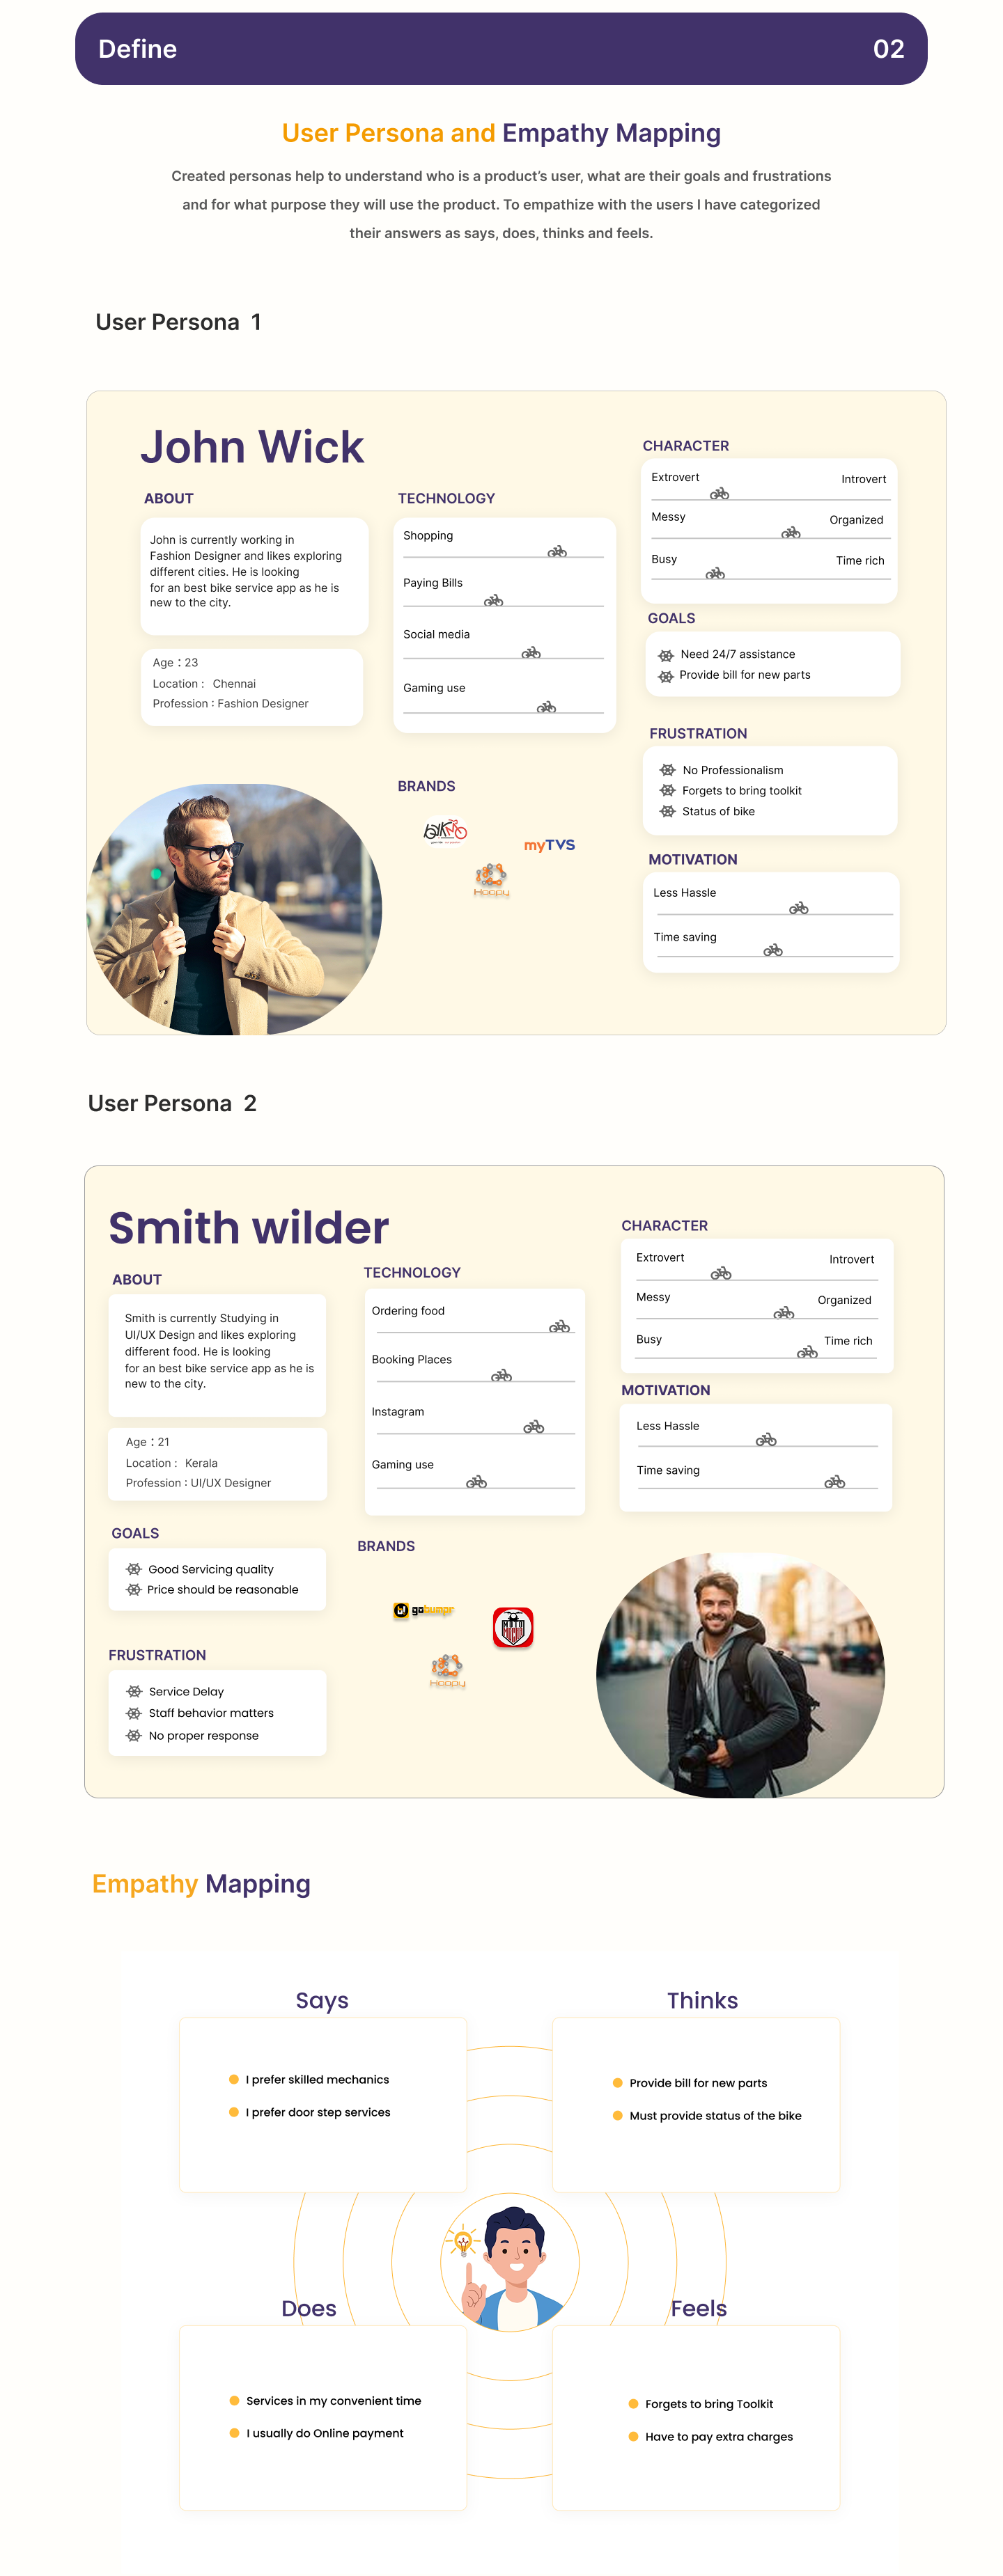 Define
02
User Persona and Empathy Mapping
Created personas help to understand who is a product’s user, what are their goals and frustrations
and for what purpose they will use the product. To empathize with the users I have categorized
their answers as says, does, thinks and feels.
User Persona 1
John Wick
ABOUT
John is currently working in
Fashion Designer and likes exploring
different cities. He is looking
for an best bike service app as he is
new to the city.
Age : 23
Location : Chennai
Profession : Fashion Designer
TECHNOLOGY
Shopping
Paying Bills
Social media
Gaming use
BRANDS
myTVS
Hoopy
CHARACTER
Extrovert
Introvert
Messy
Organized
Busy
Time rich
GOALS
Need 24/7 assistance
Provide bill for new parts
FRUSTRATION
No Professionalism
Forgets to bring toolkit
Status of bike
MOTIVATION
Less Hassle
Time saving
User Persona 2
Smith wilder
ABOUT
Smith is currently Studying in
UI/UX Design and likes exploring
different food. He is looking
for an best bike service app as he is
new to the city.
Age : 21
Location : Kerala
Profession : UI/UX Designer
GOALS
Good Servicing quality
Price should be reasonable
FRUSTRATION
Service Delay
Staff behavior matters
No proper response
TECHNOLOGY
Ordering food
Booking Places
Instagram
Gaming use
BRANDS
b! gobumpr
Hoopy
CHARACTER
Extrovert
Introvert
Messy
Organized
Busy
Time rich
MOTIVATION
Less Hassle
Time saving
Empathy Mapping
Says
I prefer skilled mechanics
I prefer door step services
Thinks
Provide bill for new parts
Must provide status of the bike
Does
Services in my convenient time
I usually do Online payment
Feels
Forgets to bring Toolkit
Have to pay extra charges